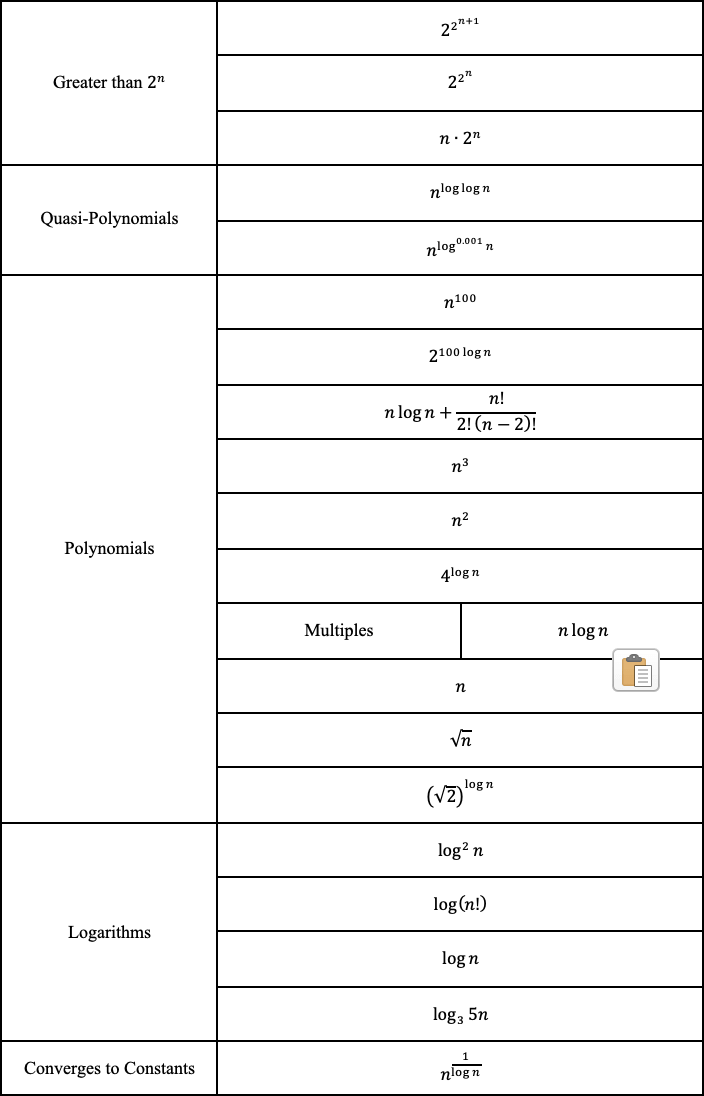 2^{2^{n+1}}
Greater than 2^n
2^{2^n}
n · 2^n
Quasi-Polynomials
n^{log log n}
n^{log^{0.001} n}
Polynomials
n^{100}
2^{100 log n}
n log n + \frac{n!}{2! (n − 2)!}
n^3
n^2
4^{log n}
Multiples
n log n
n
√n
(√2)^{log n}
Logarithms
log^2 n
log(n!)
log n
log_3 5n
Converges to Constants
n^{\frac{1}{log n}}